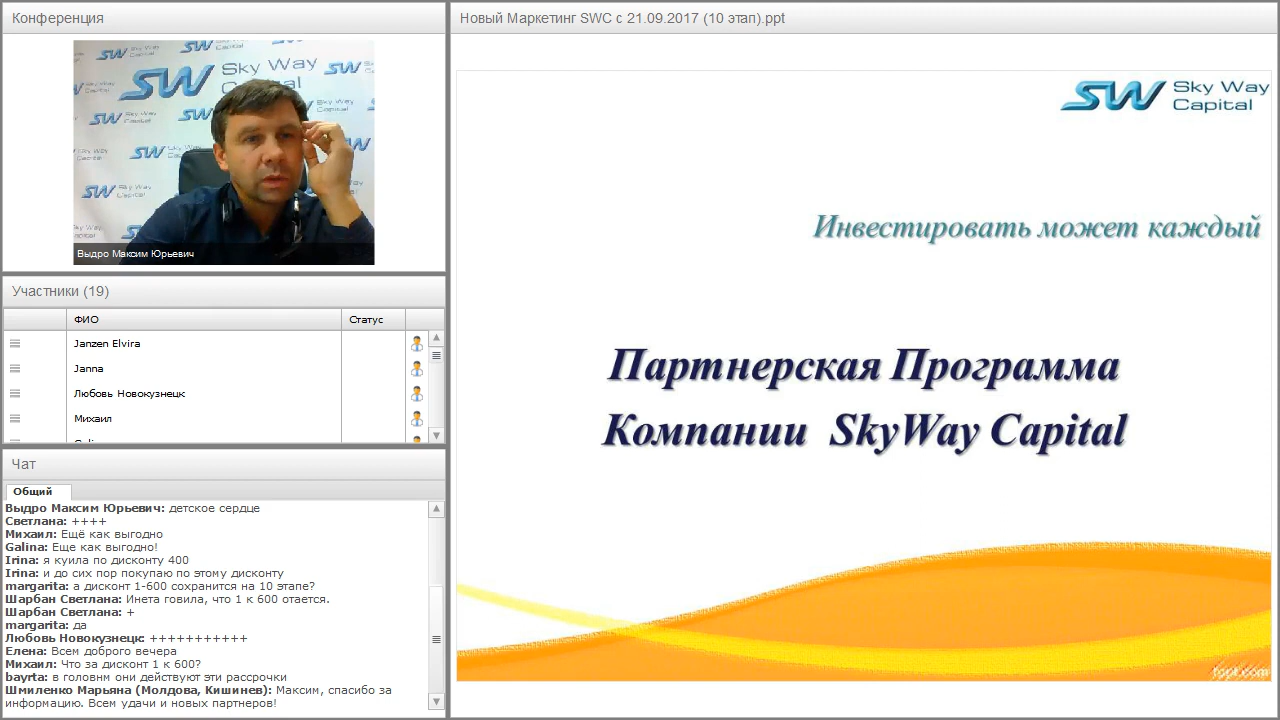 Конференция
Sky Way Capital
SW
Выдро Максим Юрьевич
Участники (19)
ФИО Статус
Janzen Elvira
Janna
Любовь Новокузнецк
Михаил
Чат
Общий
Выдро Максим Юрьевич: детское сердце
Светлана: ++++
Михаил: Ещё как выгодно
Galina: Еще как выгодно!
Irina: я куила по дисконту 400
Irina: и до сих пор покупаю по этому дисконту
margarita: а дисконт 1-600 сохранится на 10 этапе?
Шарбан Светлана: Инета говила, что 1 к 600 отается.
Шарбан Светлана: +
margarita: да
Любовь Новокузнецк: +++++++++++
Елена: Всем доброго вечера
Михаил: Что за дисконт 1 к 600?
bayrta: в головнм они действуют эти рассрочки
Шмиленко Марьяна (Молдова, Кишинев): Максим, спасибо за
информацию. Всем удачи и новых партнеров!
Новый Маркетинг SWC с 21.09.2017 (10 этап).ppt
SW Sky Way
Capital
Инвестировать может каждый
Партнерская Программа
Компании SkyWay Capital
fppt.com